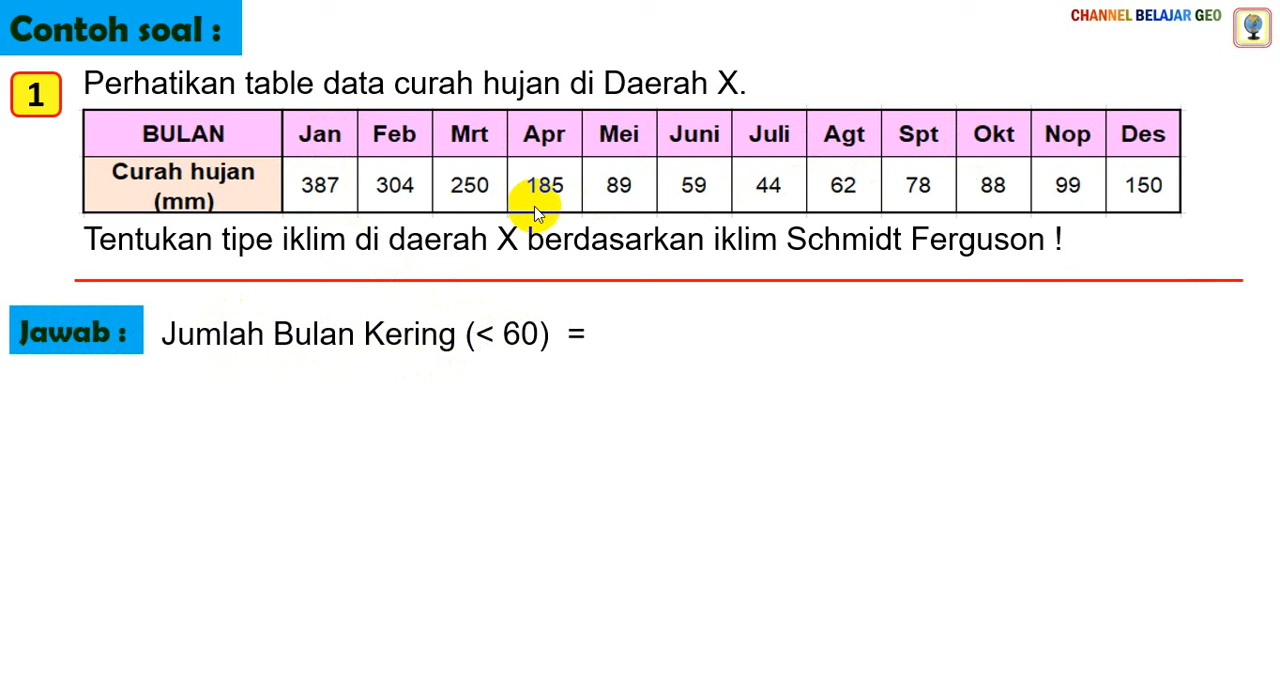 Contoh soal :
CHANNEL BELAJAR GEO
1
Perhatikan table data curah hujan di Daerah X.
BULAN Jan Feb Mrt Apr Mei Juni Juli Agt Spt Okt Nop Des
Curah hujan
(mm) 387 304 250 185 89 59 44 62 78 88 99 150
Tentukan tipe iklim di daerah X berdasarkan iklim Schmidt Ferguson !
Jawab : Jumlah Bulan Kering (< 60) =